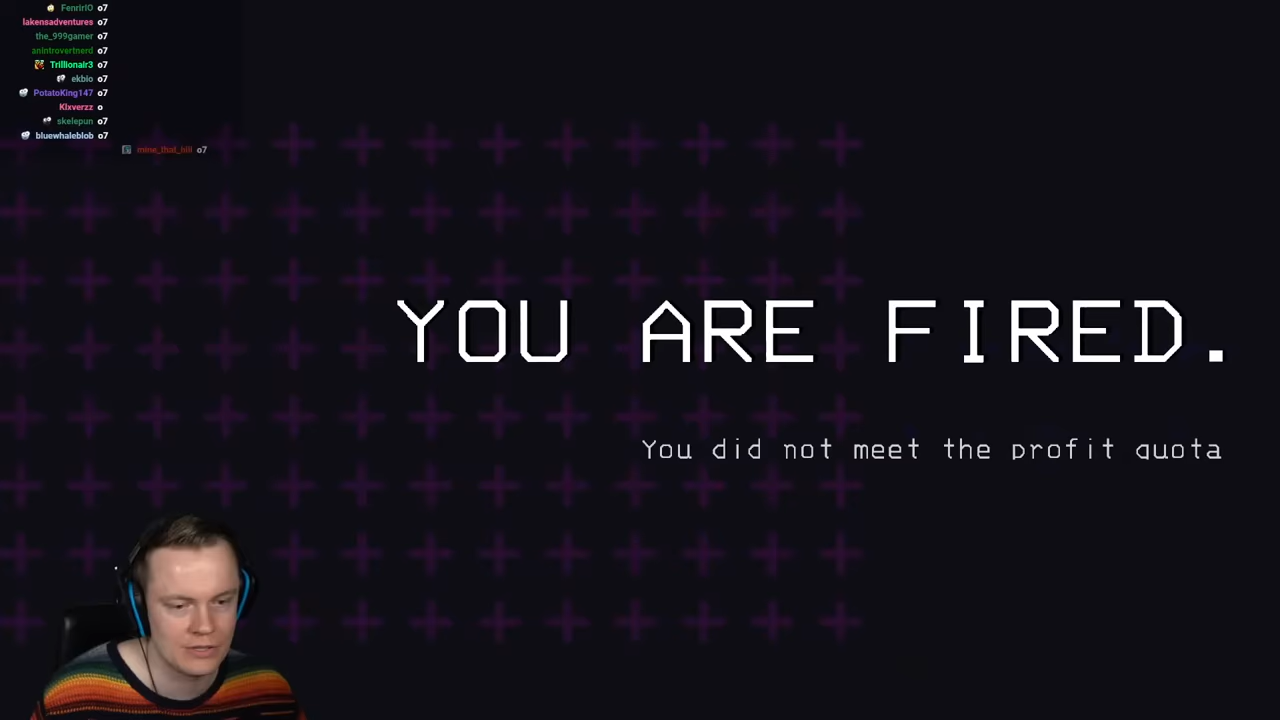 FenrirIO o7
lakensadventures o7
the_999gamer o7
anintrovertnerd o7
Trillionair3 o7
ekbio o7
PotatoKing147 o7
Klxverzz o
skelepun o7
bluewhaleblob o7
o7
YOU ARE FIRED.
You did not meet the profit quota